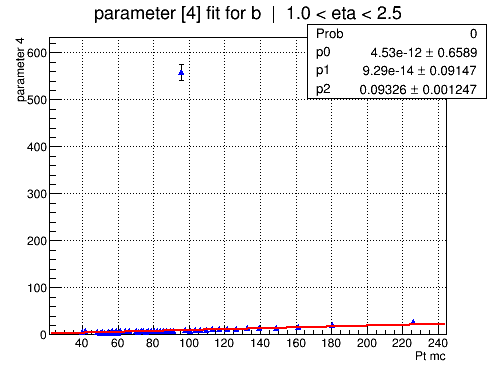 parameter [4] fit for b | 1.0 < eta < 2.5
Prob 0
p0 4.53e-12 ± 0.6589
p1 9.29e-14 ± 0.09147
p2 0.09326 ± 0.001247
parameter 4
600
500
400
300
200
100
0
40 60 80 100 120 140 160 180 200 220 240
Pt mc